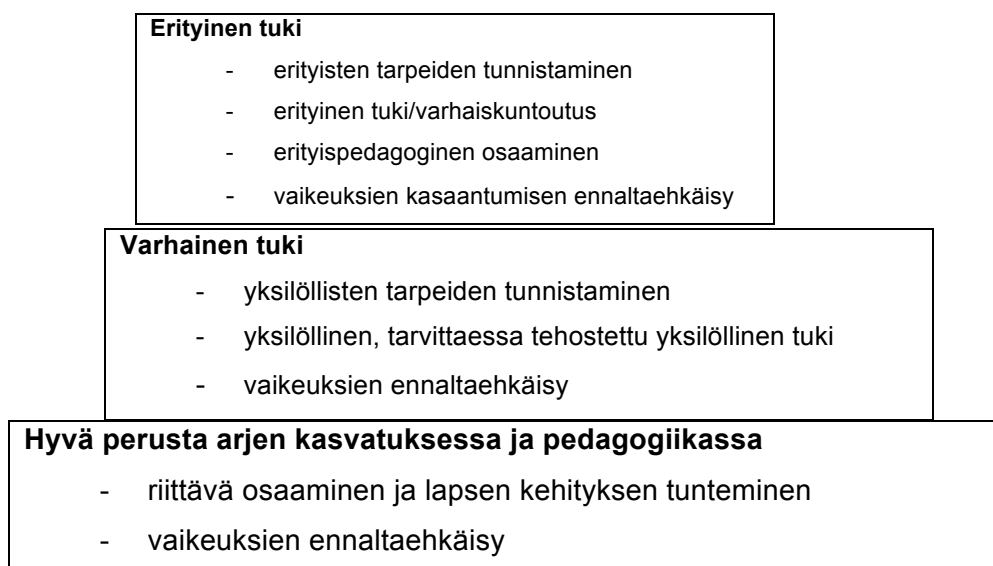 Erityinen tuki
- erityisten tarpeiden tunnistaminen
- erityinen tuki/varhaiskuntoutus
- erityispedagoginen osaaminen
- vaikeuksien kasaantumisen ennaltaehkäisy
Varhainen tuki
- yksilöllisten tarpeiden tunnistaminen
- yksilöllinen, tarvittaessa tehostettu yksilöllinen tuki
- vaikeuksien ennaltaehkäisy
Hyvä perusta arjen kasvatuksessa ja pedagogiikassa
- riittävä osaaminen ja lapsen kehityksen tunteminen
- vaikeuksien ennaltaehkäisy